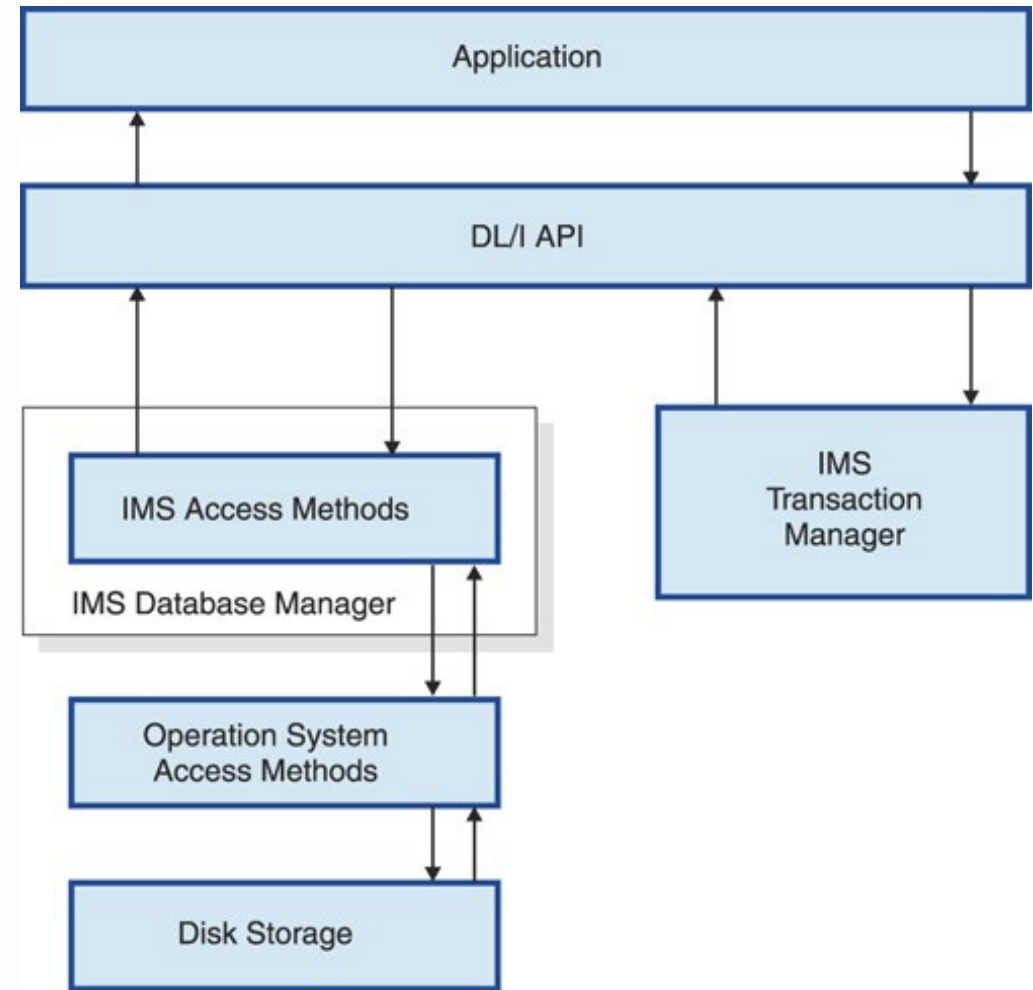 Application
DL/I API
IMS Access Methods
IMS Database Manager
IMS
Transaction
Manager
Operation System
Access Methods
Disk Storage